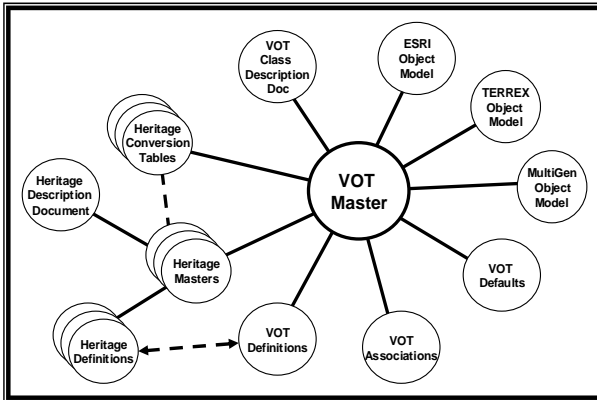 VOT
Class
Description
Doc
ESRI
Object
Model
TERREX
Object
Model
MultiGen
Object
Model
VOT
Defaults
VOT
Associations
VOT
Definitions
Heritage
Definitions
Heritage
Masters
Heritage
Description
Document
Heritage
Conversion
Tables
VOT
Master